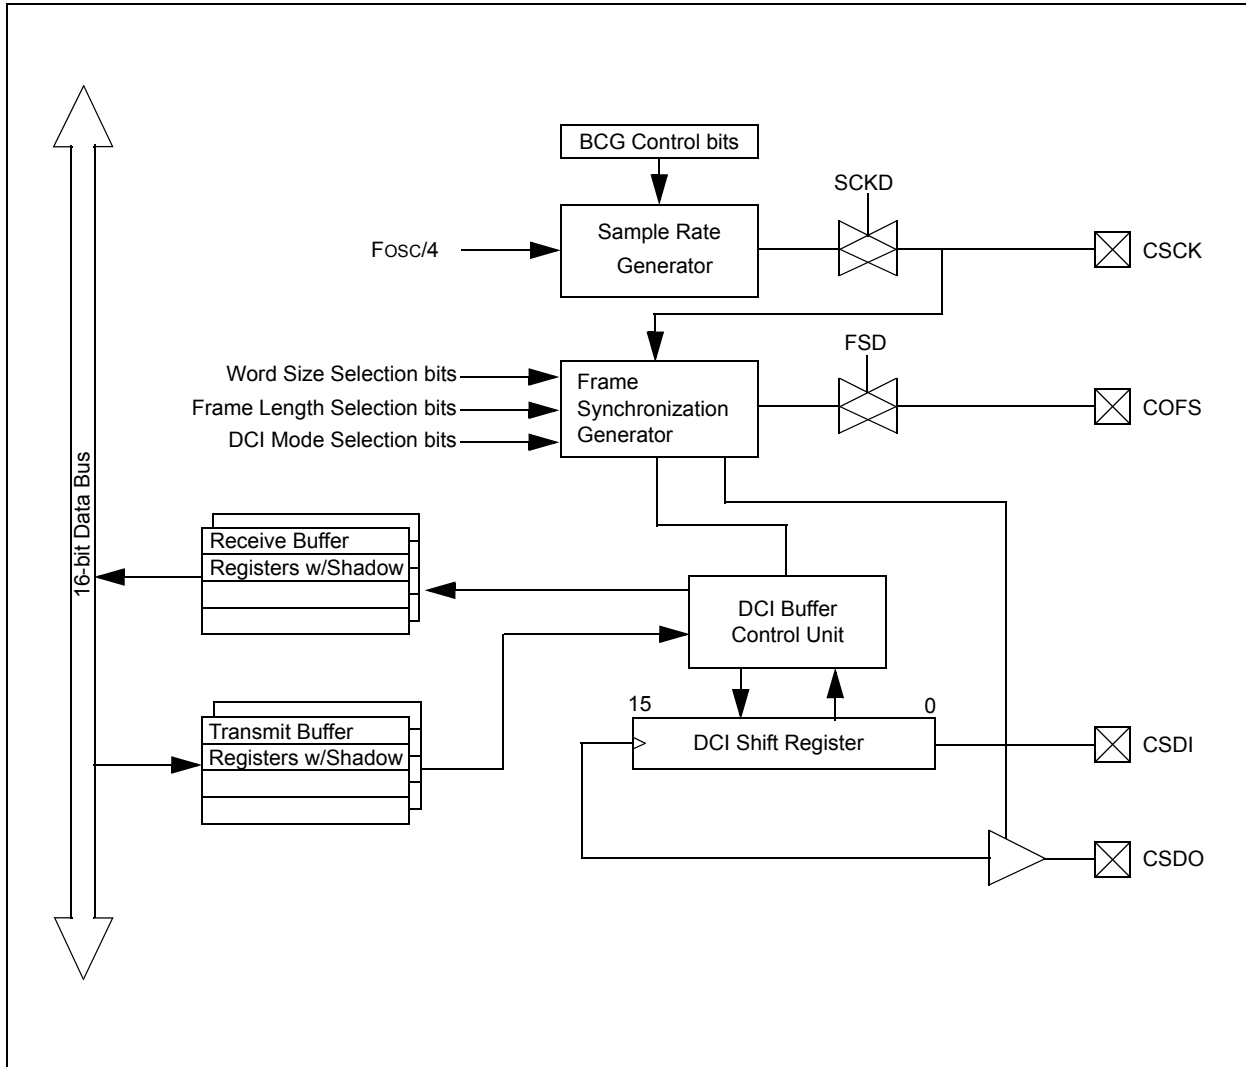 BCG Control bits
SCKD
Sample Rate
Generator
FOSC/4
CSCK
FSD
Word Size Selection bits
Frame Length Selection bits
DCI Mode Selection bits
Frame
Synchronization
Generator
COFS
16-bit Data Bus
Receive Buffer
Registers w/Shadow
DCI Buffer
Control Unit
Transmit Buffer
Registers w/Shadow
15
0
DCI Shift Register
CSDI
CSDO